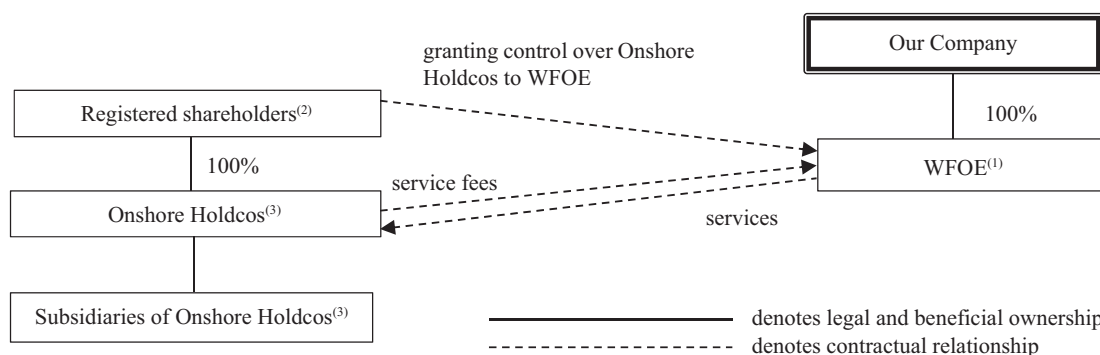 Our Company
granting control over Onshore
Holdcos to WFOE
Registered shareholders(2)
100%
100%
WFOE(1)
service fees
Onshore Holdcos(3)
services
Subsidiaries of Onshore Holdcos(3)
denotes legal and beneficial ownership
denotes contractual relationship